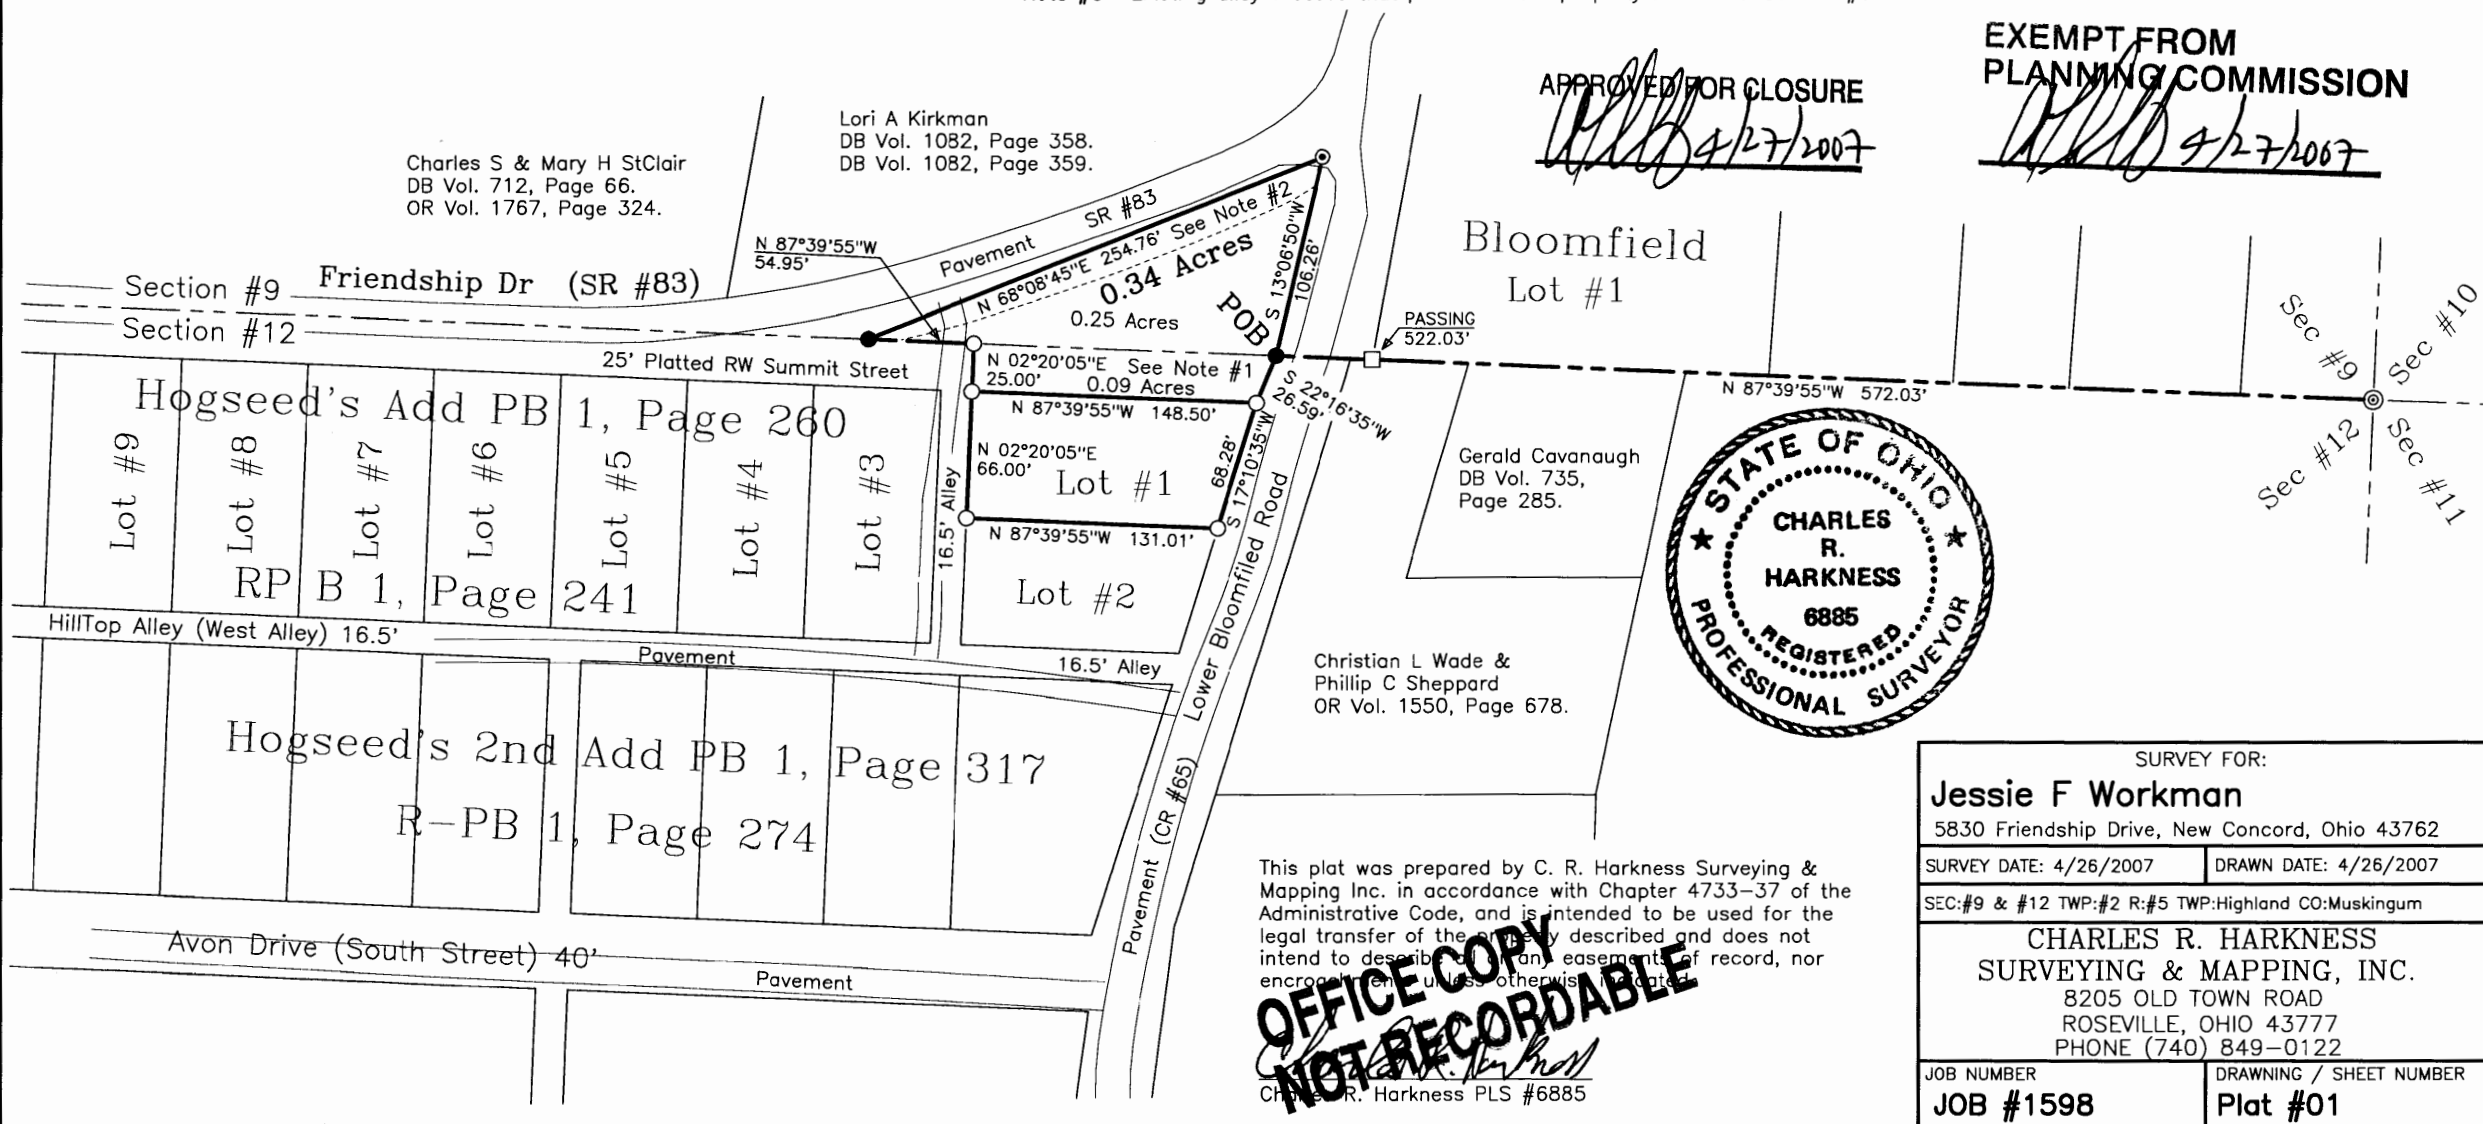 EXEMPT FROM
PLANNING COMMISSION
4/27/2007
APPROVED FOR CLOSURE
4/27/2007
Charles S & Mary H StClair
DB Vol. 712, Page 66.
OR Vol. 1767, Page 324.
Lori A Kirkman
DB Vol. 1082, Page 358.
DB Vol. 1082, Page 359.
N 87°39'55"W
54.95'
Pavement SR #83
N 68°08'45"E 254.76' See Note #2
0.34 Acres
0.25 Acres
POB
S 13°06'50"W
106.26'
Bloomfield
Lot #1
PASSING
522.03'
Section #9 Friendship Dr (SR #83)
Section #12
25' Platted RW Summit Street
N 02°20'05"E See Note #1
25.00' 0.09 Acres
N 87°39'55"W 148.50'
S 22°16'35"W
26.59'
N 87°39'55"W 572.03'
Sec #9
Sec #10
Sec #12
Sec #11
Hogseed's Add PB 1, Page 260
Lot #9
Lot #8
Lot #7
Lot #6
Lot #5
Lot #4
Lot #3
RP B 1, Page 241
16.5' Alley
N 02°20'05"E
66.00'
Lot #1
68.28'
S 17°10'35"W
N 87°39'55"W 131.01'
Lot #2
Lower Bloomfiled Road
Gerald Cavanaugh
DB Vol. 735,
Page 285.
STATE OF OHIO
CHARLES
R.
HARKNESS
6885
REGISTERED
PROFESSIONAL SURVEYOR
HillTop Alley (West Alley) 16.5'
Pavement
16.5' Alley
Christian L Wade &
Phillip C Sheppard
OR Vol. 1550, Page 678.
Hogseed's 2nd Add PB 1, Page 317
R-PB 1, Page 274
Pavement (CR #65)
Avon Drive (South Street) 40'
Pavement
This plat was prepared by C. R. Harkness Surveying &
Mapping Inc. in accordance with Chapter 4733-37 of the
Administrative Code, and is intended to be used for the
legal transfer of the property described and does not
intend to describe all or any easements of record, nor
encroachments unless otherwise indicated.
OFFICE COPY
NOT RECORDABLE
Charles R. Harkness PLS #6885
SURVEY FOR:
Jessie F Workman
5830 Friendship Drive, New Concord, Ohio 43762
SURVEY DATE: 4/26/2007 DRAWN DATE: 4/26/2007
SEC:#9 & #12 TWP:#2 R:#5 TWP:Highland CO:Muskingum
CHARLES R. HARKNESS
SURVEYING & MAPPING, INC.
8205 OLD TOWN ROAD
ROSEVILLE, OHIO 43777
PHONE (740) 849-0122
JOB NUMBER DRAWING / SHEET NUMBER
JOB #1598 Plat #01